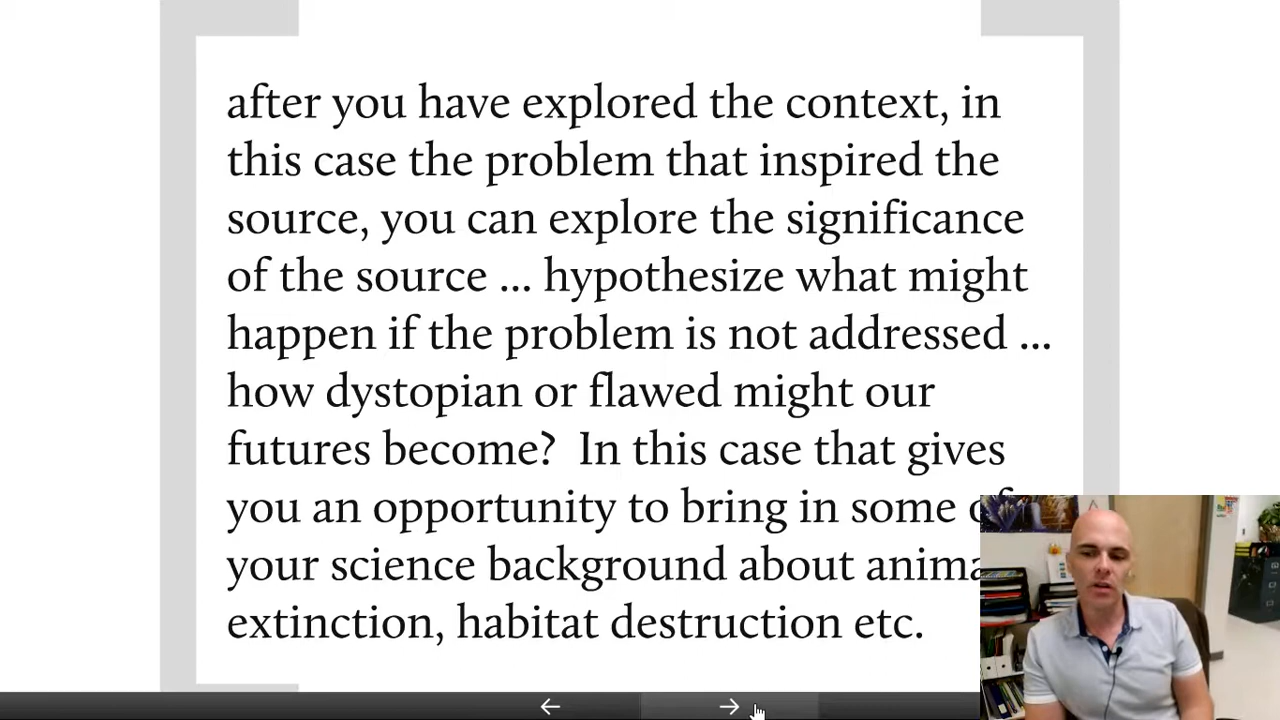 after you have explored the context, in
this case the problem that inspired the
source, you can explore the significance
of the source ... hypothesize what might
happen if the problem is not addressed ...
how dystopian or flawed might our
futures become?  In this case that gives
you an opportunity to bring in some of
your science background about
extinction, habitat destruction etc.